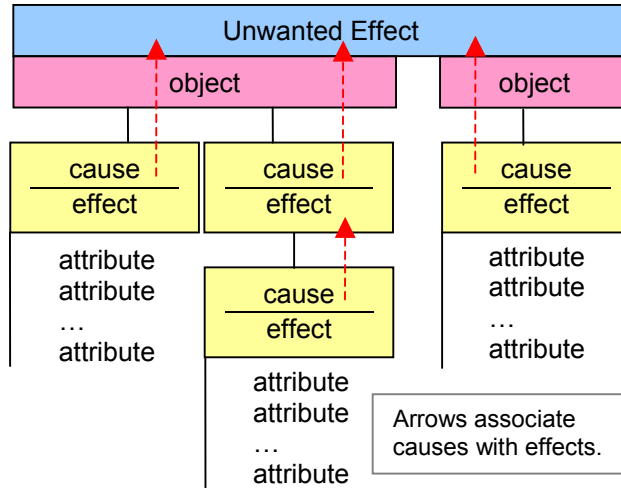 Unwanted Effect
object
object
cause
effect
cause
effect
cause
effect
attribute
attribute
…
attribute
cause
effect
attribute
attribute
…
attribute
attribute
attribute
…
attribute
Arrows associate
causes with effects.